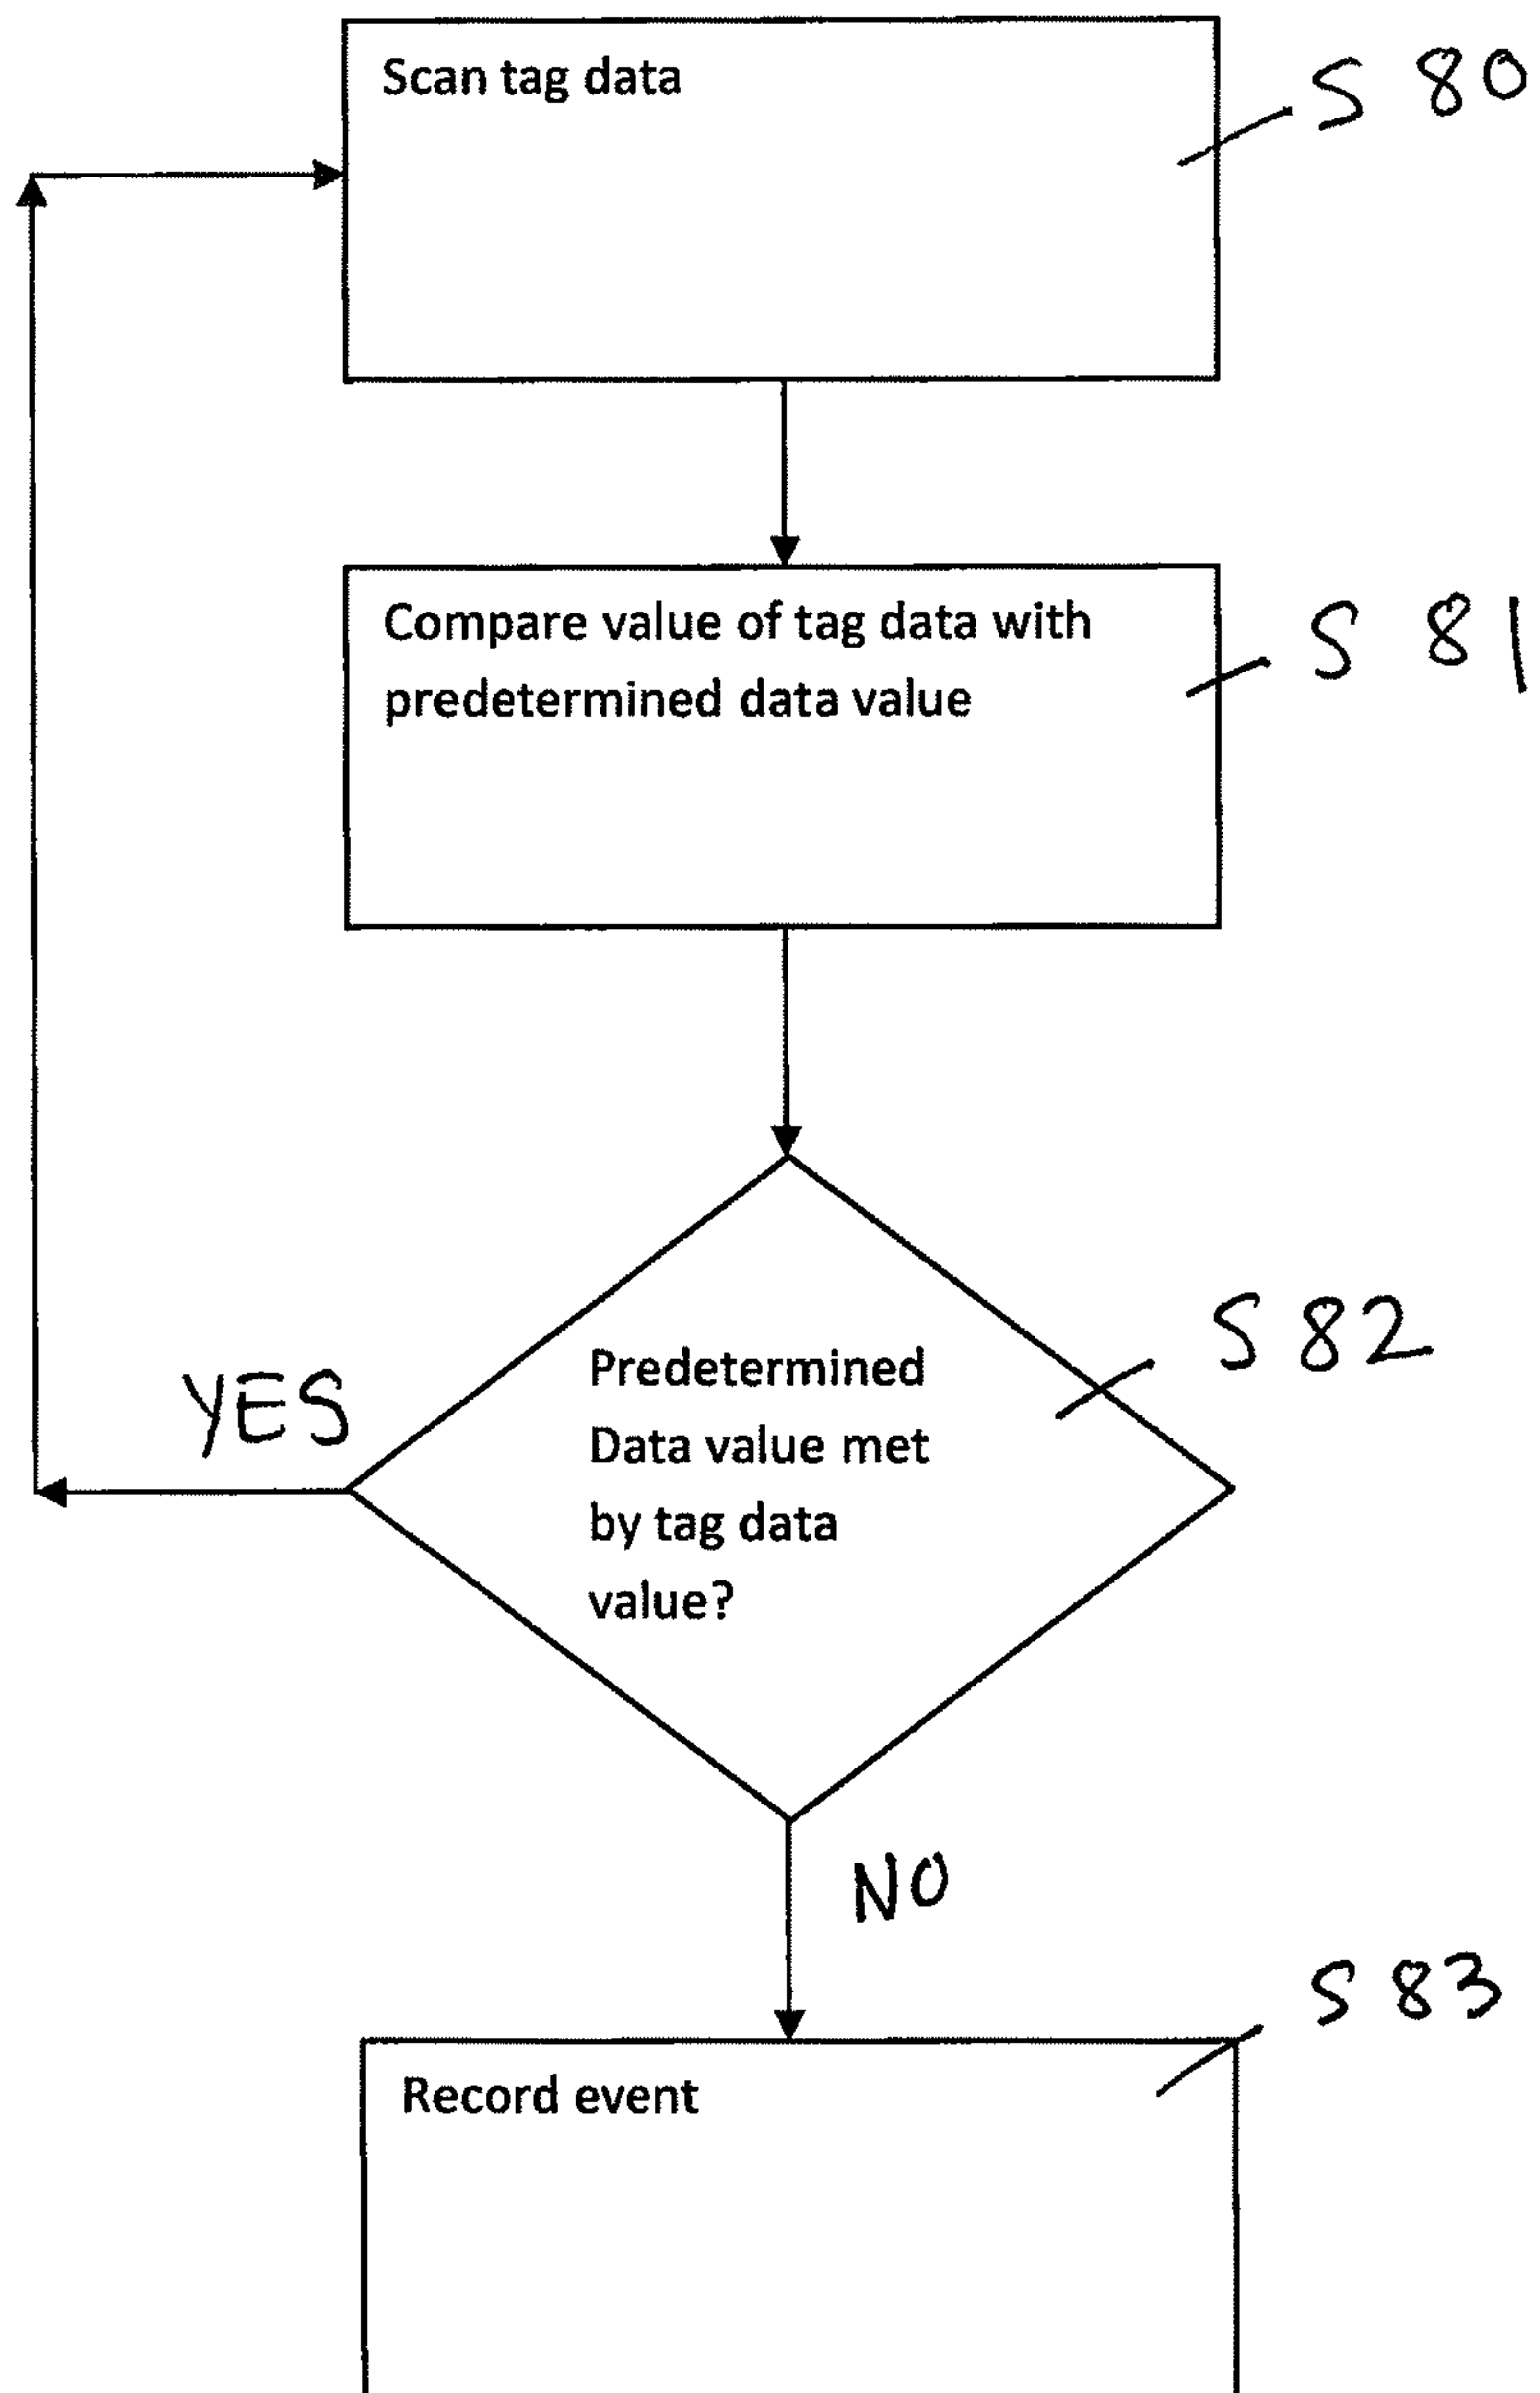 Scan tag data
S 80
Compare value of tag data with
predetermined data value
S 81
Predetermined
Data value met
by tag data
value?
S 82
YES
NO
S 83
Record event